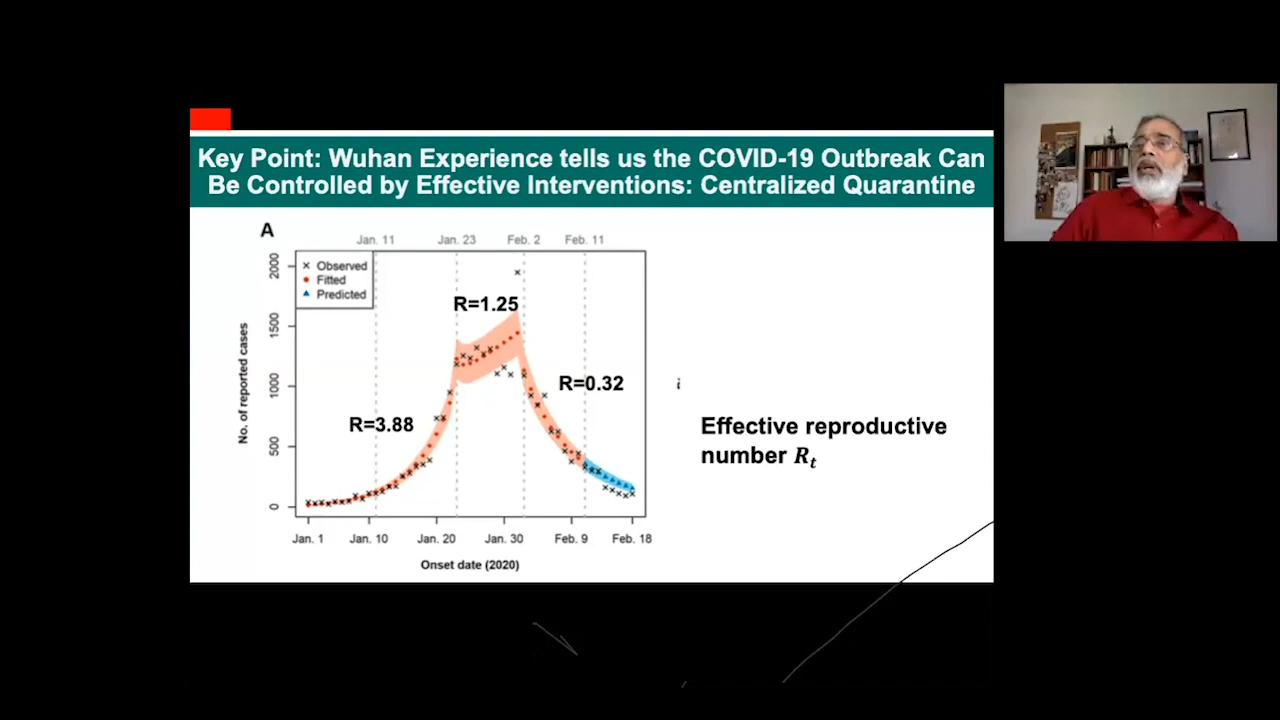 Key Point: Wuhan Experience tells us the COVID-19 Outbreak Can
Be Controlled by Effective Interventions: Centralized Quarantine
A
Jan. 11 Jan. 23 Feb. 2 Feb. 11
Observed
Fitted
Predicted
No. of reported cases
2000
1500
1000
500
0
R=1.25
R=0.32
R=3.88
Jan. 1 Jan. 10 Jan. 20 Jan. 30 Feb. 9 Feb. 18
Onset date (2020)
i
Effective reproductive
number Rt